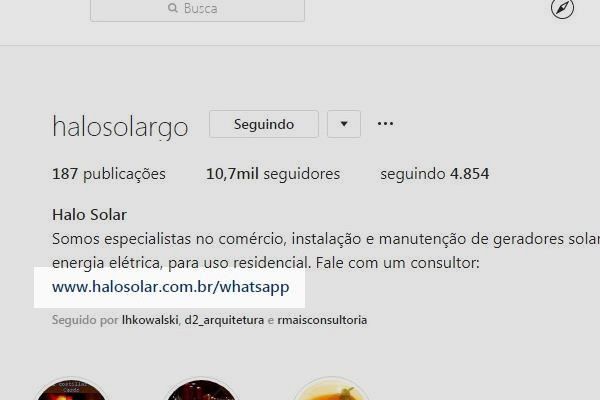 Busca
halosolargo Seguindo
187 publicações 10,7mil seguidores seguindo 4.854
Halo Solar
Somos especialistas no comércio, instalação e manutenção de geradores
energia elétrica, para uso residencial. Fale com um consultor:
www.halosolar.com.br/whatsapp
Seguido por lhkowalski, d2_arquitetura e rmaisconsultoria